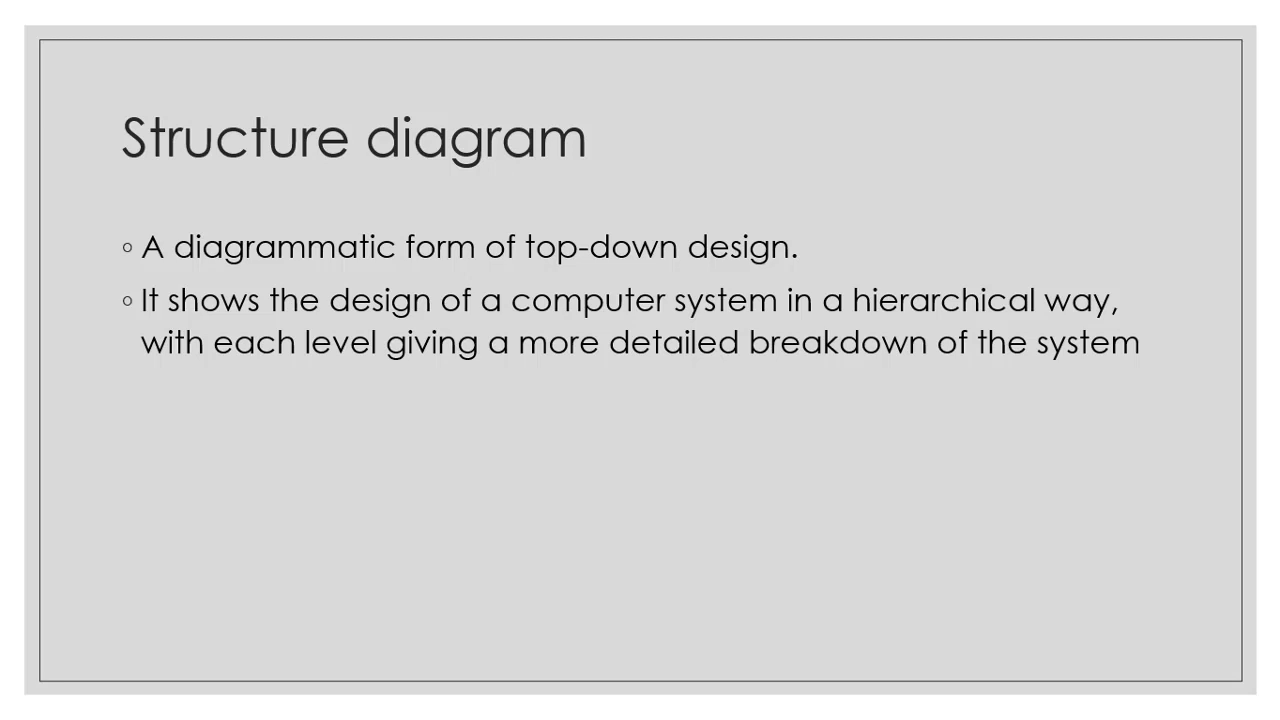 Structure diagram
◦ A diagrammatic form of top-down design.
◦ It shows the design of a computer system in a hierarchical way,
with each level giving a more detailed breakdown of the system